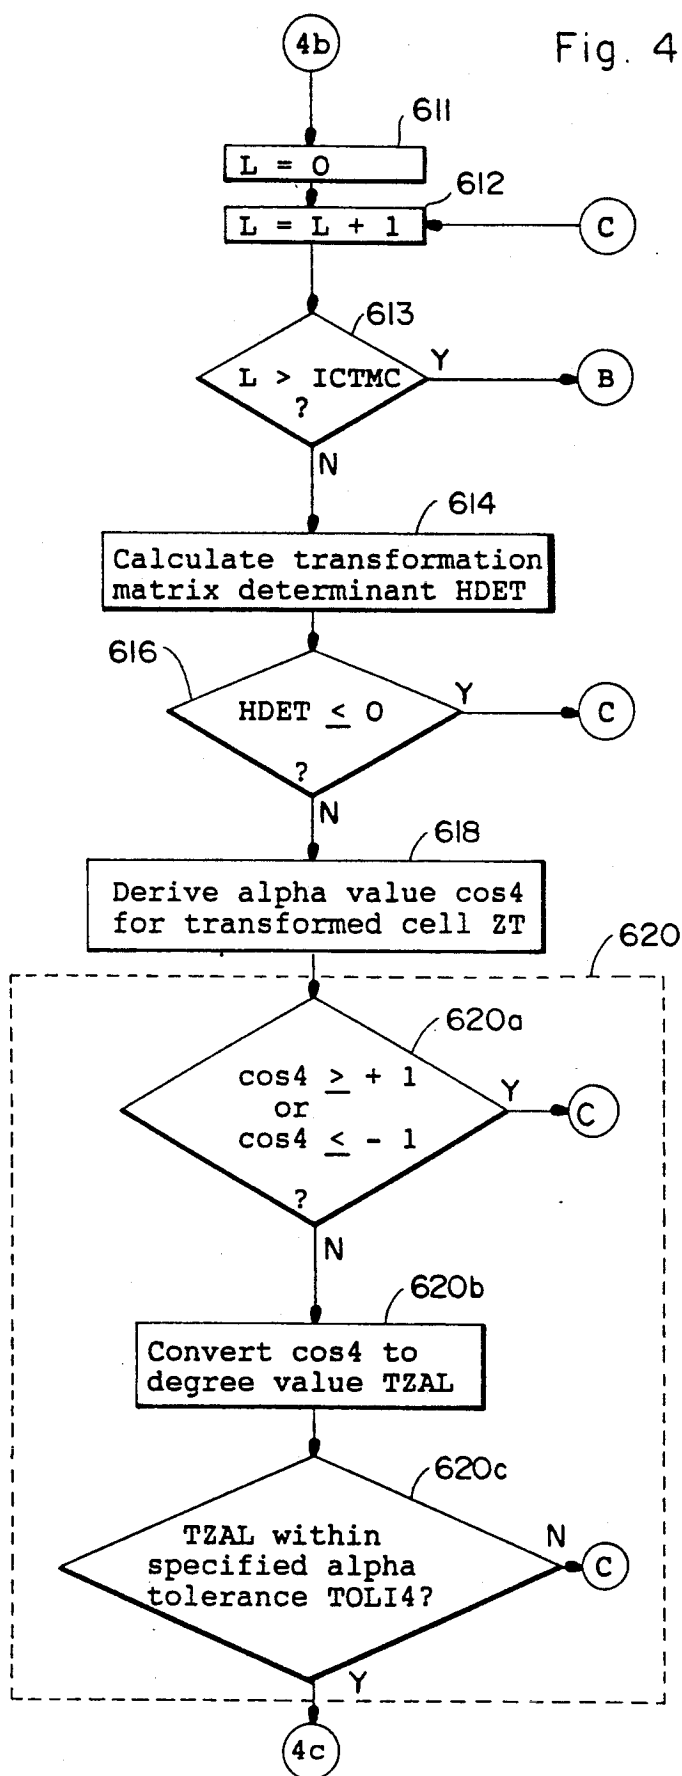 4b
Fig. 4
611
L = 0
612
L = L + 1
C
613
L > ICTMC
?
Y
B
N
614
Calculate transformation
matrix determinant HDET
616
HDET ≤ 0
?
Y
C
N
618
Derive alpha value cos4
for transformed cell ZT
620
620a
cos4 ≥ + 1
or
cos4 ≤ - 1
?
Y
C
N
620b
Convert cos4 to
degree value TZAL
620c
TZAL within
specified alpha
tolerance TOLI4?
N
C
Y
4c